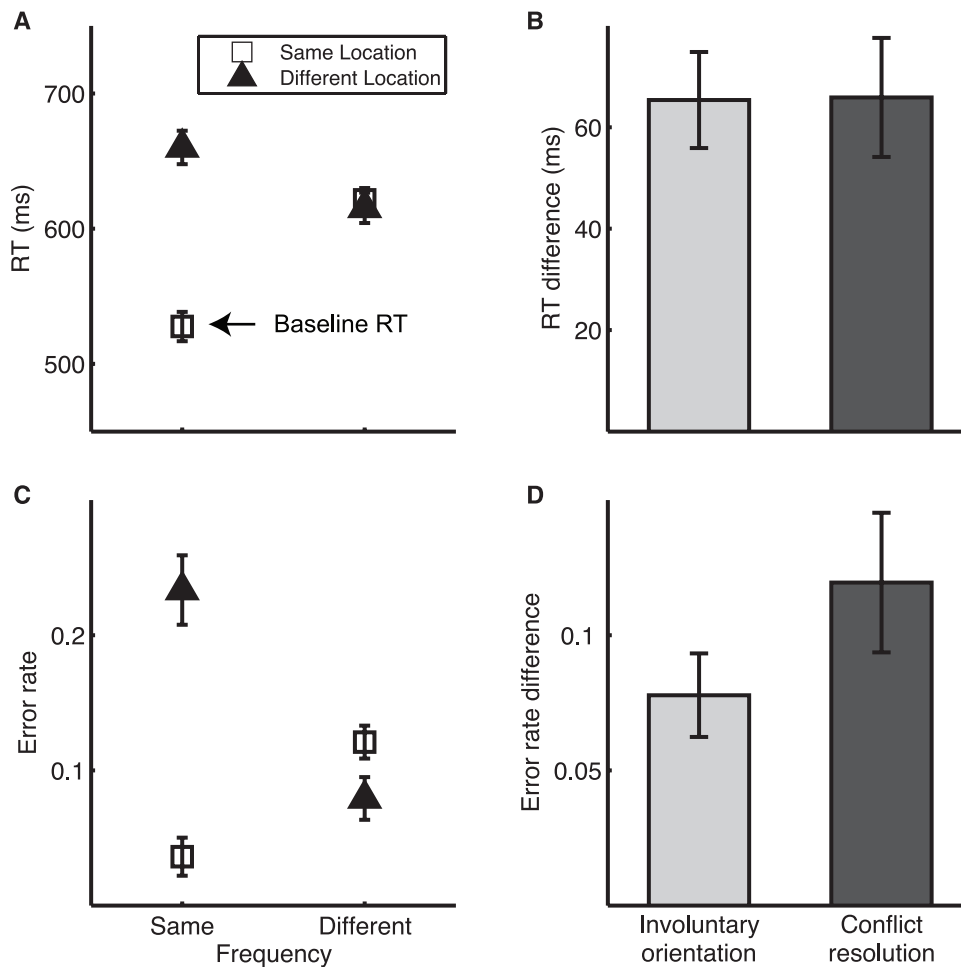 A
Same Location
Different Location
700
600
500
RT (ms)
Baseline RT
B
60
40
20
RT difference (ms)
C
0.2
0.1
Error rate
Same
Different
Frequency
D
0.1
0.05
Error rate difference
Involuntary
orientation
Conflict
resolution